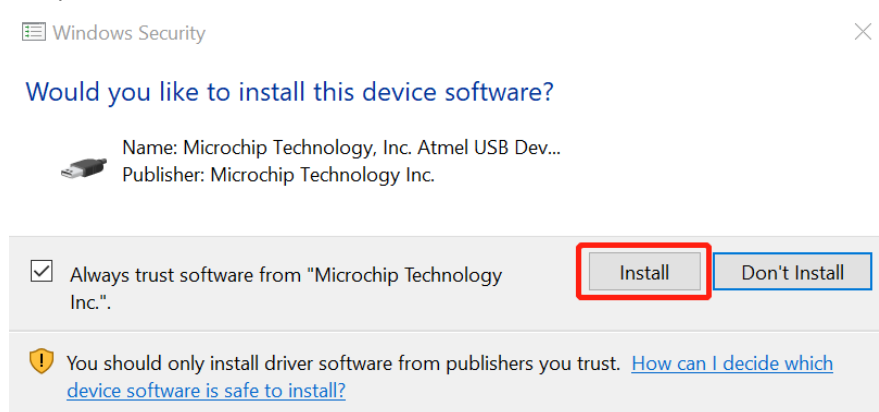 Windows Security
Would you like to install this device software?
Name: Microchip Technology, Inc. Atmel USB Dev...
Publisher: Microchip Technology Inc.
Always trust software from "Microchip Technology
Inc.".
Install
Don't Install
You should only install driver software from publishers you trust. How can I decide which
device software is safe to install?